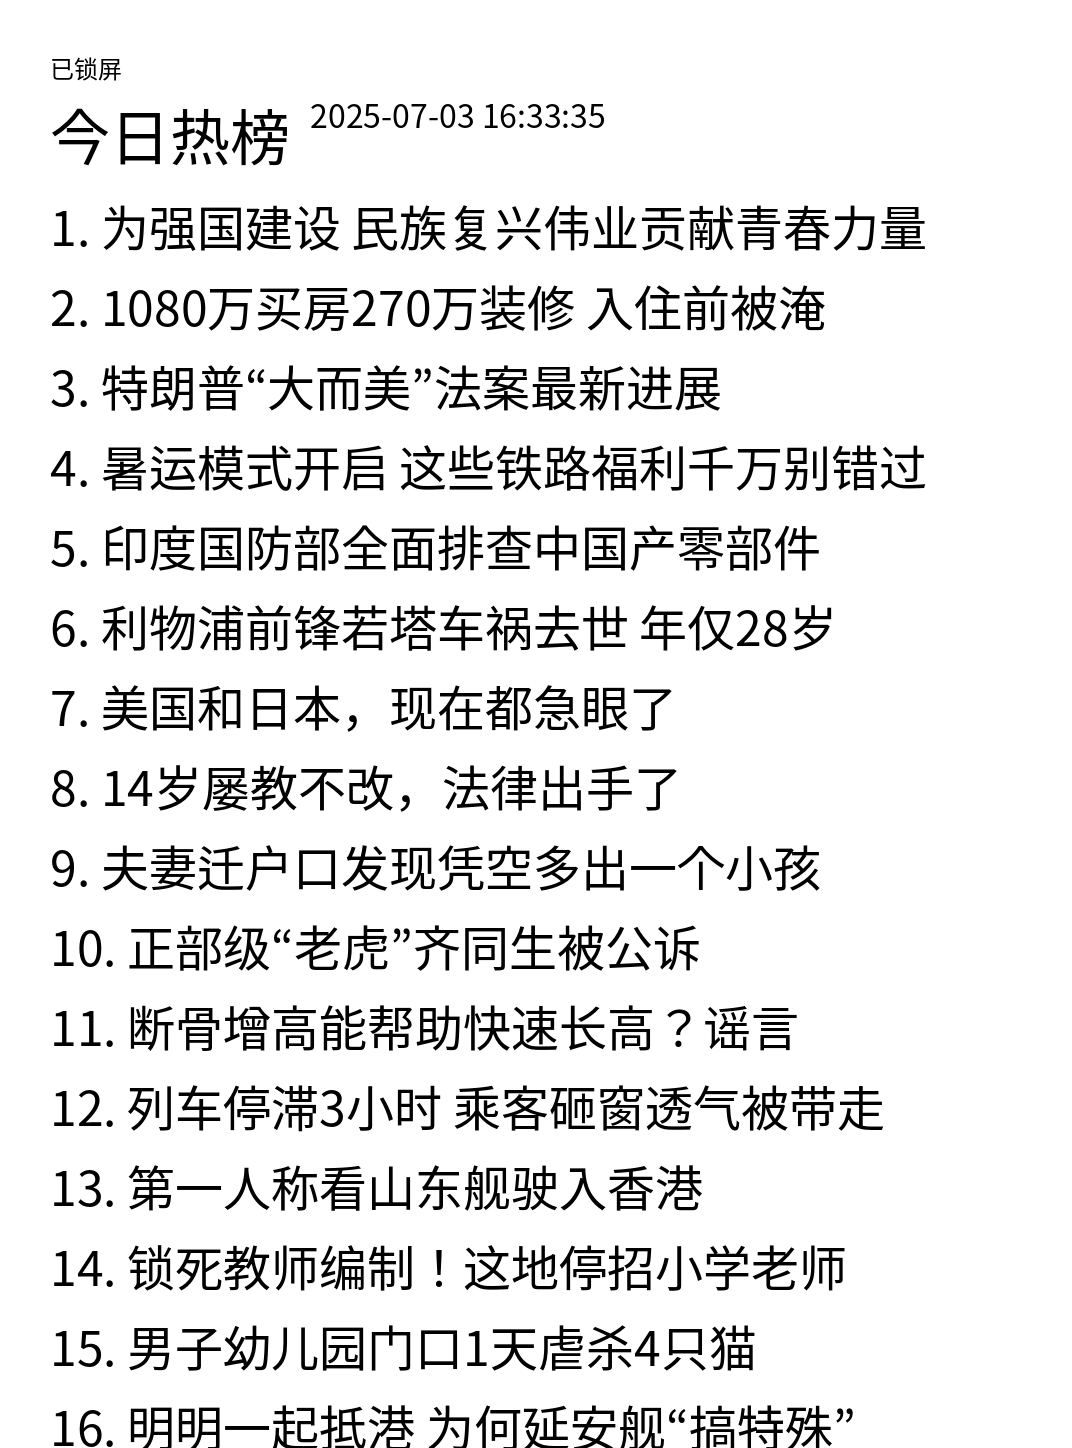 已锁屏
今日热榜 2025-07-03 16:33:35
1. 为强国建设 民族复兴伟业贡献青春力量
2. 1080万买房270万装修 入住前被淹
3. 特朗普“大而美”法案最新进展
4. 暑运模式开启 这些铁路福利千万别错过
5. 印度国防部全面排查中国产零部件
6. 利物浦前锋若塔车祸去世 年仅28岁
7. 美国和日本，现在都急眼了
8. 14岁屡教不改，法律出手了
9. 夫妻迁户口发现凭空多出一个小孩
10. 正部级“老虎”齐同生被公诉
11. 断骨增高能帮助快速长高？谣言
12. 列车停滞3小时 乘客砸窗透气被带走
13. 第一人称看山东舰驶入香港
14. 锁死教师编制！这地停招小学老师
15. 男子幼儿园门口1天虐杀4只猫
16. 明明一起抵港 为何延安舰“搞特殊”